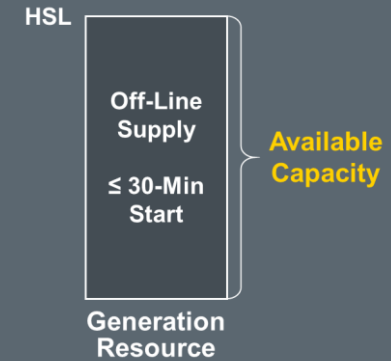 HSL
Off-Line
Supply
≤ 30-Min
Start
Available
Capacity
Generation
Resource